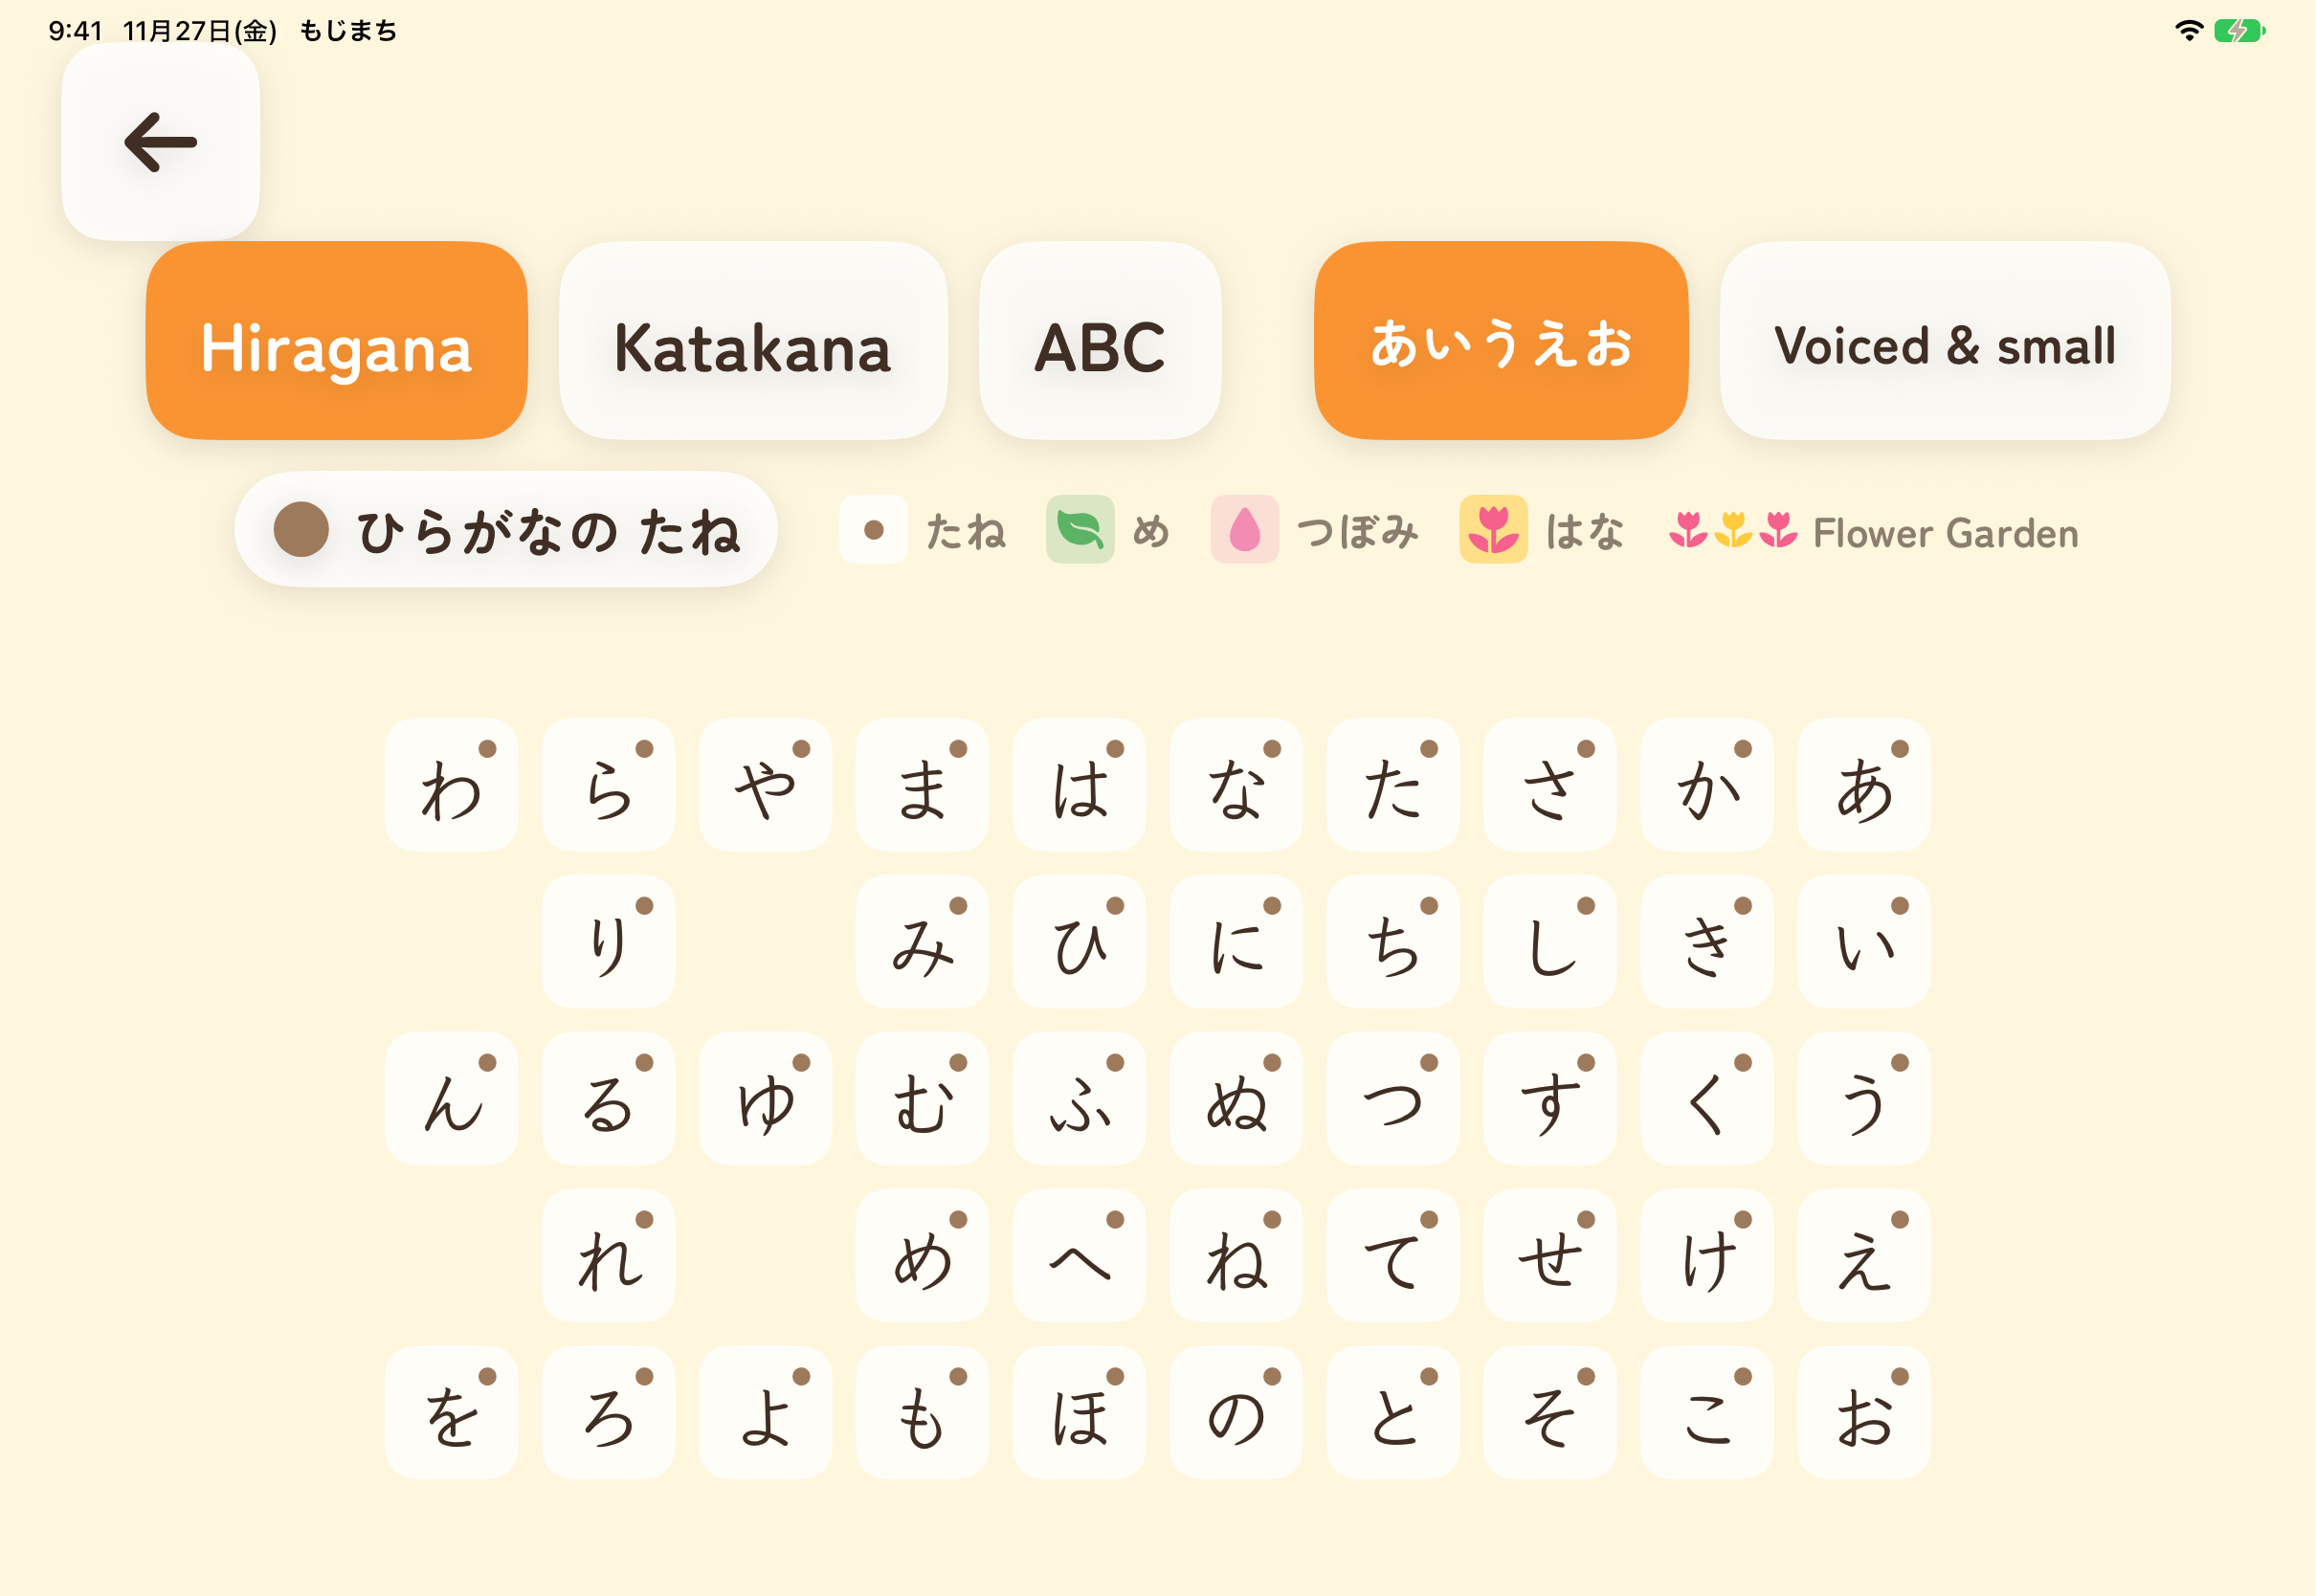 9:41 11月27日(金) もじまち
Hiragana Katakana ABC あいうえお Voiced & small
ひらがなの たね たね め つぼみ はな Flower Garden
わ ら や ま は な た さ か あ
り み ひ に ち し き い
ん る ゆ む ふ ぬ つ す く う
れ め へ ね て せ け え
を ろ よ も ほ の と そ こ お